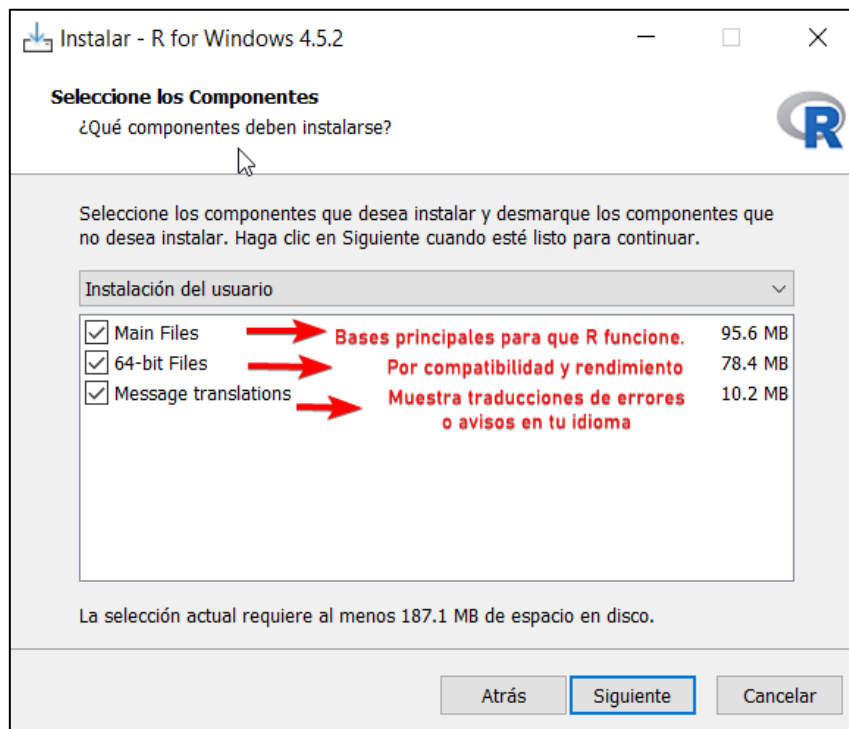 Instalar - R for Windows 4.5.2
Seleccione los Componentes
¿Qué componentes deben instalarse?
R
Seleccione los componentes que desea instalar y desmarque los componentes que
no desea instalar. Haga clic en Siguiente cuando esté listo para continuar.
Instalación del usuario
Main Files Bases principales para que R funcione. 95.6 MB
64-bit Files Por compatibilidad y rendimiento 78.4 MB
Message translations Muestra traducciones de errores 10.2 MB
o avisos en tu idioma
La selección actual requiere al menos 187.1 MB de espacio en disco.
Atrás Siguiente Cancelar